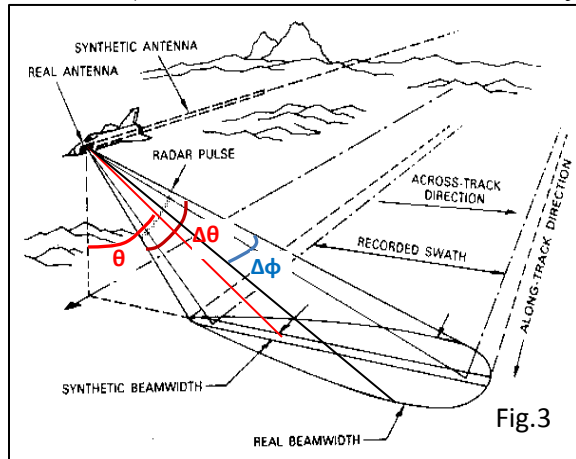 SYNTHETIC ANTENNA
REAL ANTENNA
RADAR PULSE
ACROSS-TRACK
DIRECTION
RECORDED SWATH
ALONG-TRACK DIRECTION
θ
Δθ
Δϕ
SYNTHETIC BEAMWIDTH
REAL BEAMWIDTH
Fig.3